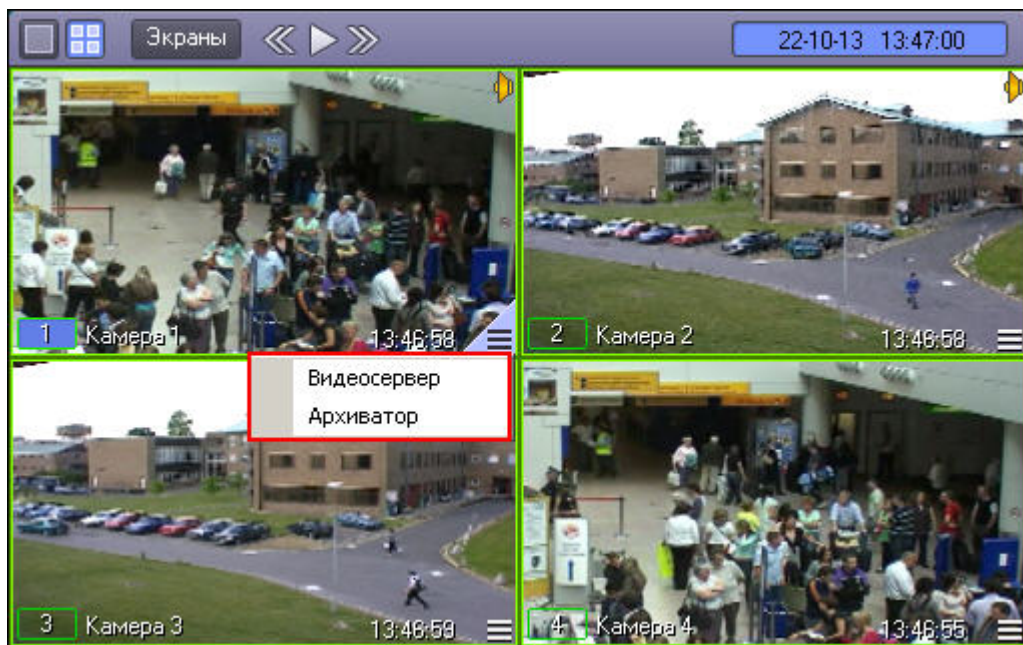 Экраны
22-10-13 13:47:00
1 Камера 1 13:46:58
2 Камера 2 13:46:58
Видеосервер
Архиватор
3 Камера 3 13:46:59
4 Камера 4 13:46:55